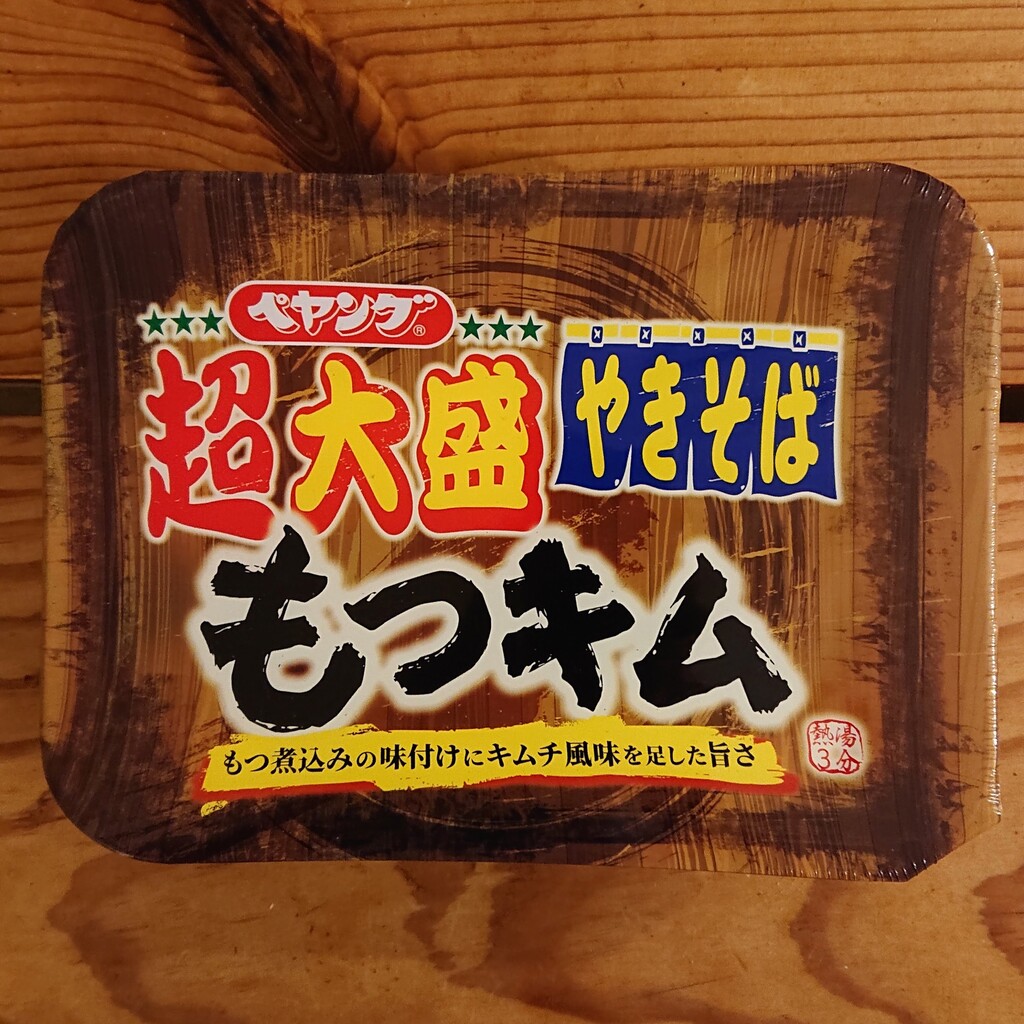 ペヤング®
超大盛
やきそば
もつキム
もつ煮込みの味付けにキムチ風味を足した旨さ
熱湯
3分